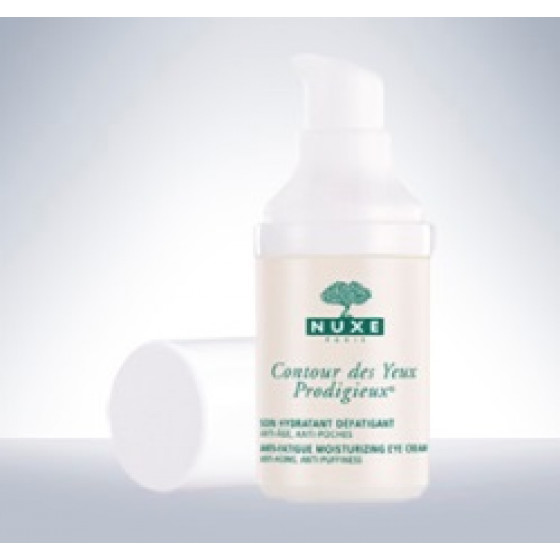 NUXE
PARIS
Contour des Yeux
Prodigieux®
SOIN HYDRATANT DÉFATIGANT
ANTI-ÂGE, ANTI-POCHES
ANTI-FATIGUE MOISTURIZING EYE CREAM
ANTI-AGING, ANTI-PUFFINESS